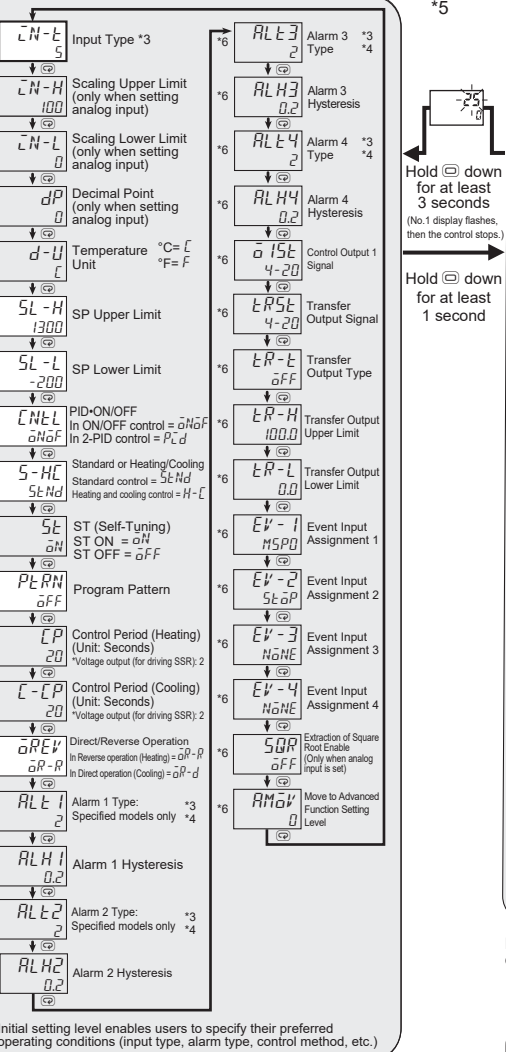 ɪN-t
5
Input Type *3
ɪN-H
100
Scaling Upper Limit
(only when setting
analog input)
ɪN-L
0
Scaling Lower Limit
(only when setting
analog input)
dP
0
Decimal Point
(only when setting
analog input)
d-U
C
Temperature °C= C
Unit °F= F
SL-H
1300
SP Upper Limit
SL-L
-200
SP Lower Limit
CNtL
oNoF
PID•ON/OFF
In ON/OFF control = oNoF
In 2-PID control = Pid
S-HC
StNd
Standard or Heating/Cooling
Standard control = StNd
Heating and cooling control = H-C
St
oN
ST (Self-Tuning)
ST ON = oN
ST OFF = oFF
PtRN
oFF
Program Pattern
CP
20
Control Period (Heating)
(Unit: Seconds)
*Voltage output (for driving SSR): 2
C-CP
20
Control Period (Cooling)
(Unit: Seconds)
*Voltage output (for driving SSR): 2
oREV
oR-R
Direct/Reverse Operation
In Reverse operation (Heating) = oR-R
In Direct operation (Cooling) = oR-d
ALt1
2
Alarm 1 Type: *3
Specified models only *4
ALH1
0.2
Alarm 1 Hysteresis
ALt2
2
Alarm 2 Type: *3
Specified models only *4
ALH2
0.2
Alarm 2 Hysteresis
*6
ALt3
2
Alarm 3 *3
Type *4
*6
ALH3
0.2
Alarm 3
Hysteresis
*6
ALt4
2
Alarm 4 *3
Type *4
*6
ALH4
0.2
Alarm 4
Hysteresis
*6
o1St
4-20
Control Output 1
Signal
*6
tRSt
4-20
Transfer
Output Signal
*6
tR-t
oFF
Transfer
Output Type
*6
tR-H
100.0
Transfer Output
Upper Limit
*6
tR-L
0.0
Transfer Output
Lower Limit
*6
EV-1
MSP0
Event Input
Assignment 1
*6
EV-2
StoP
Event Input
Assignment 2
*6
EV-3
NoNE
Event Input
Assignment 3
*6
EV-4
NoNE
Event Input
Assignment 4
*6
SQR
oFF
Extraction of Square
Root Enable
(Only when analog
input is set)
*6
AMoV
0
Move to Advanced
Function Setting
Level
*5
25
0
Hold down
for at least
3 seconds
(No.1 display flashes,
then the control stops.)
Hold down
for at least
1 second
Initial setting level enables users to specify their preferred
operating conditions (input type, alarm type, control method, etc.)